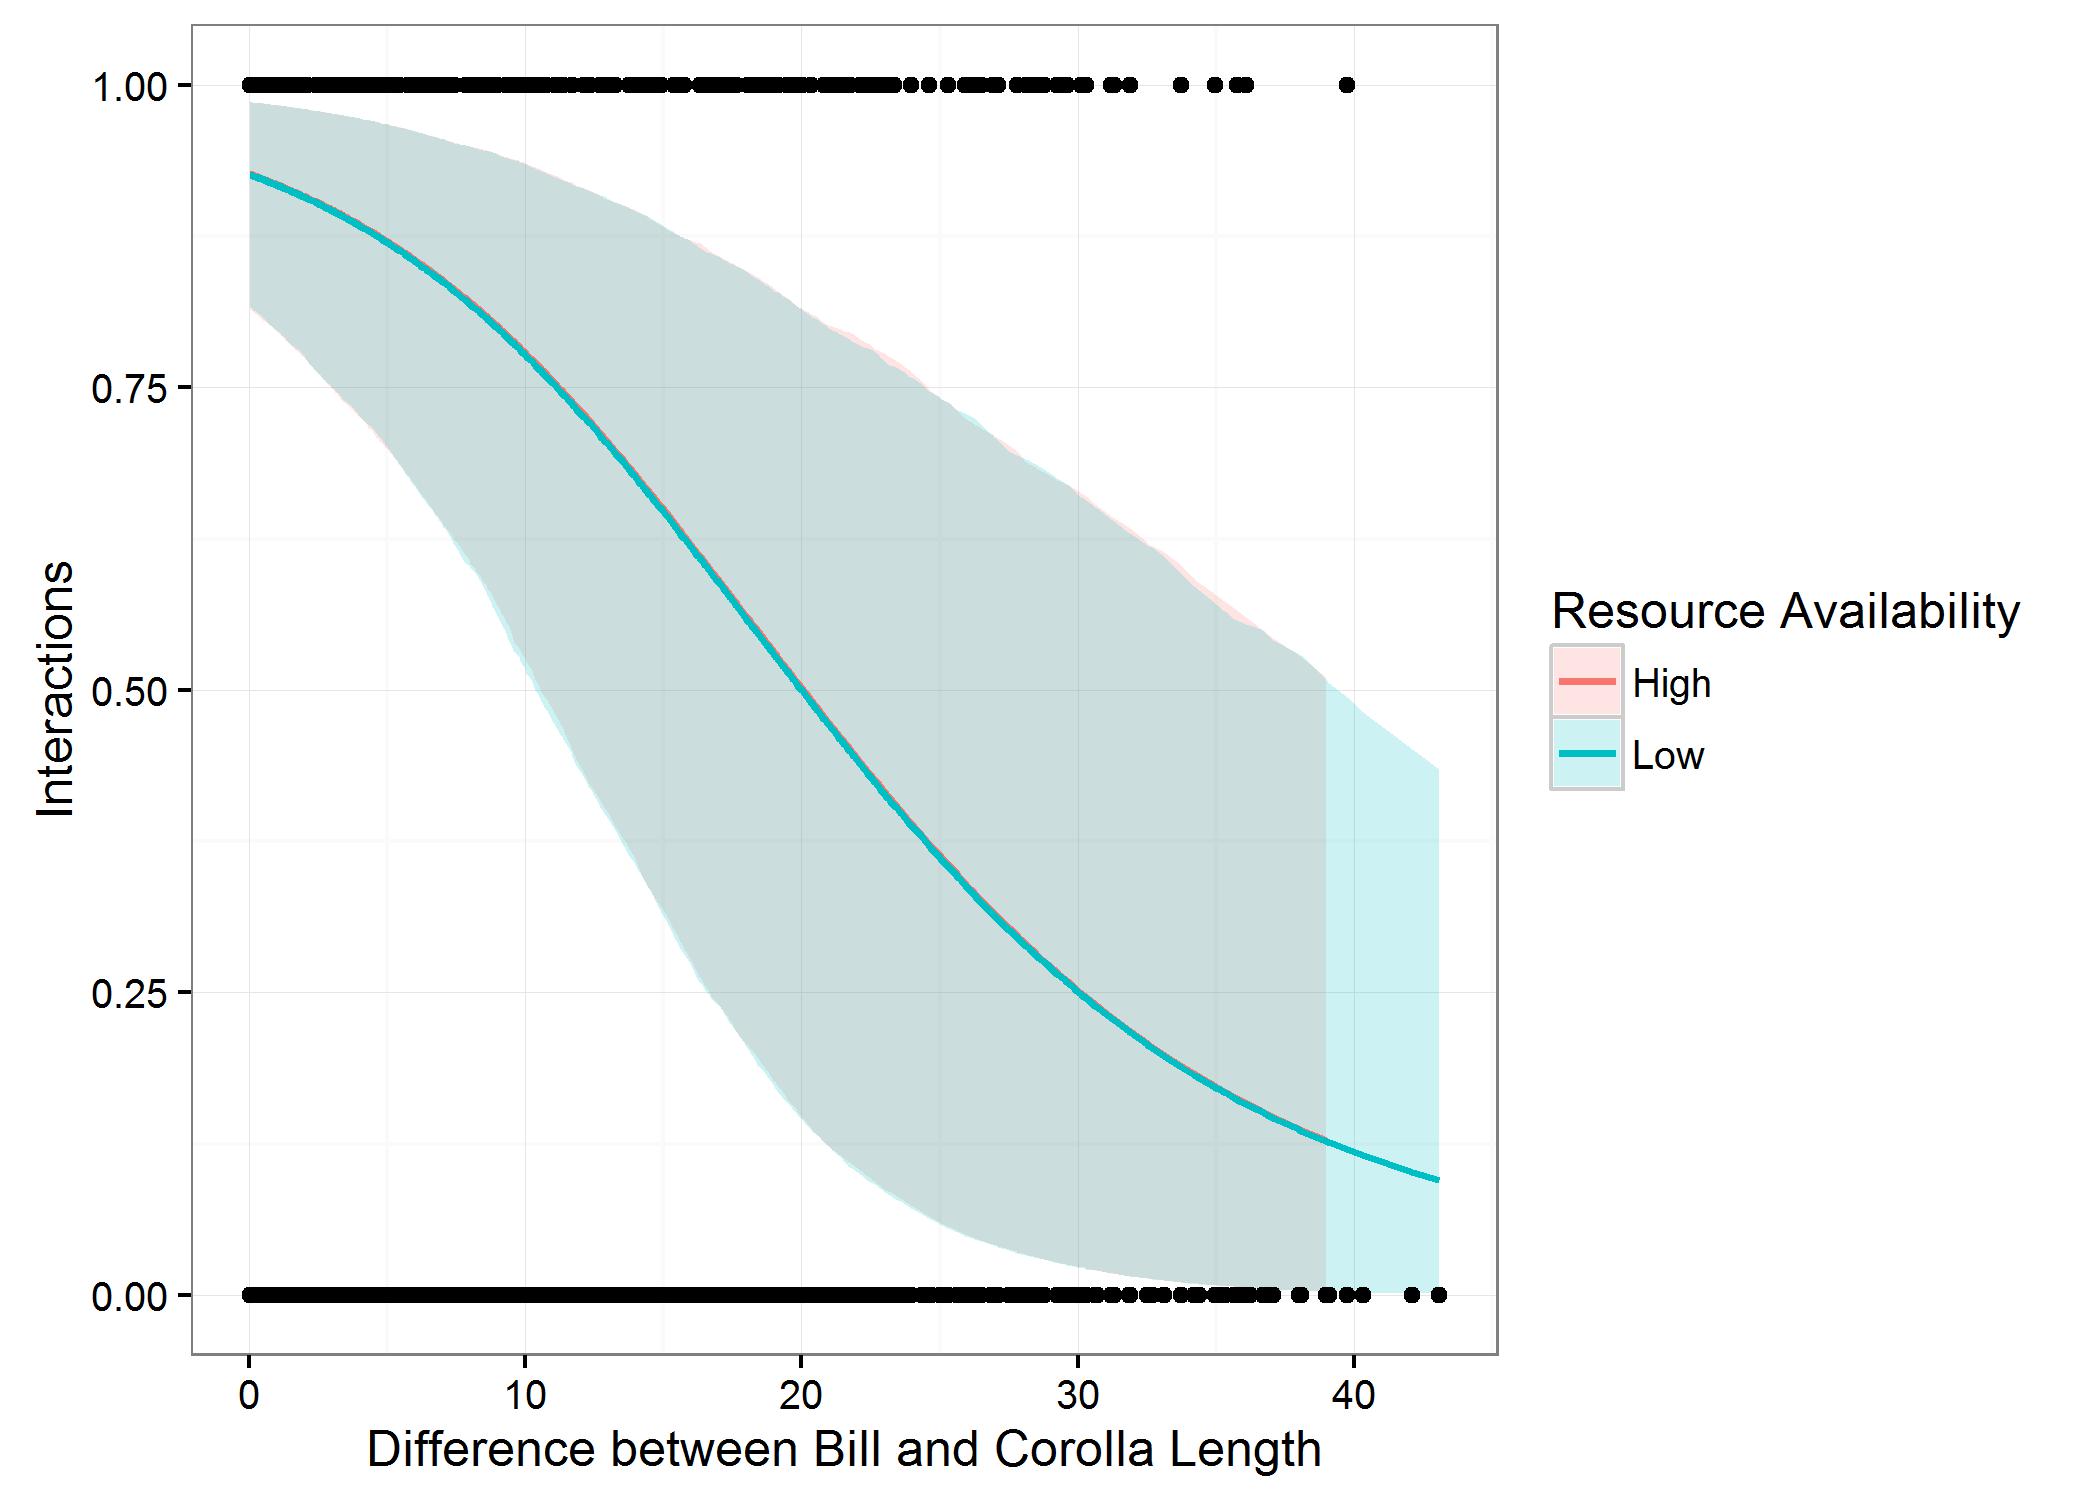 1.00
0.75
0.50
0.25
0.00
Interactions
0
10
20
30
40
Difference between Bill and Corolla Length
Resource Availability
High
Low